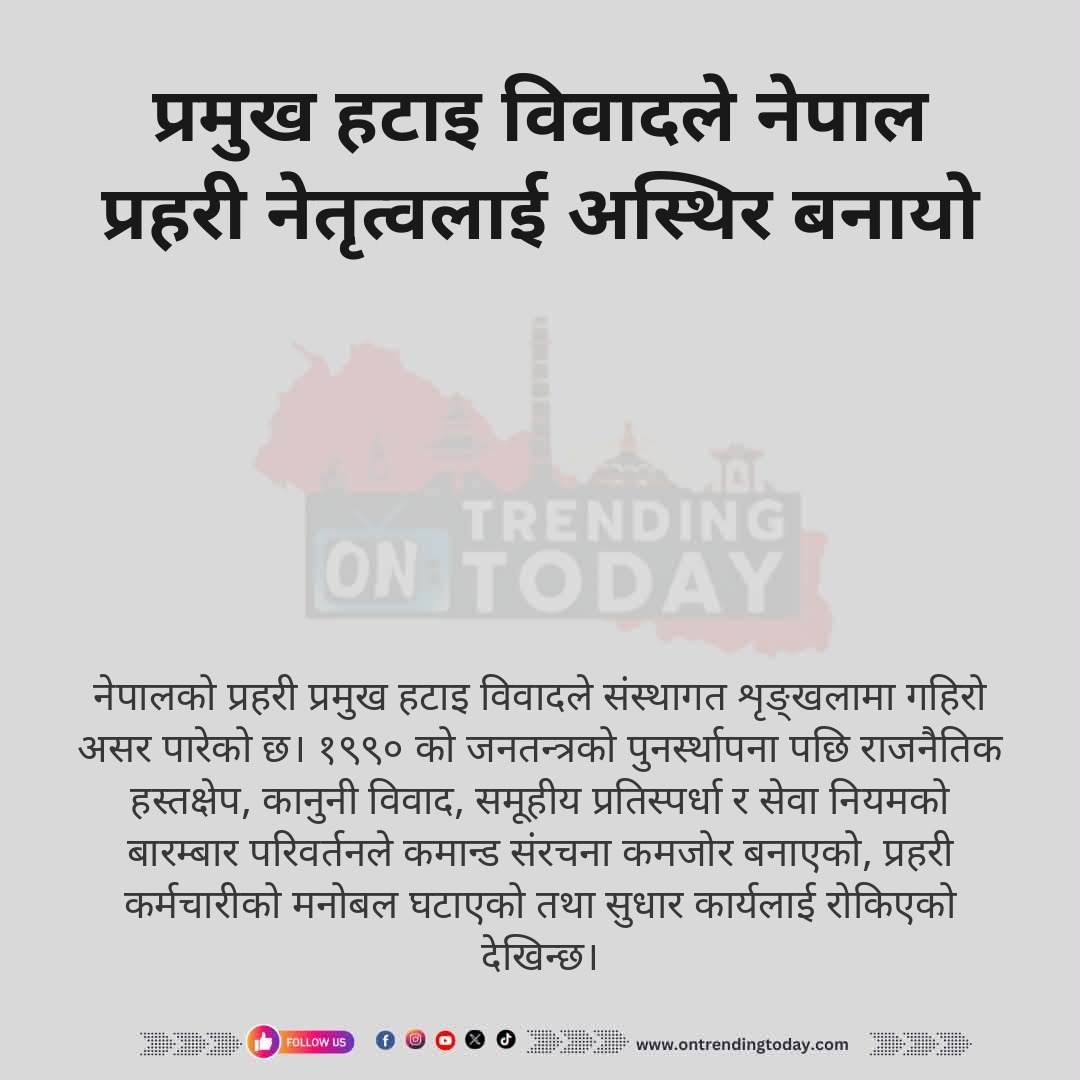 प्रमुख हटाइ विवादले नेपाल
प्रहरी नेतृत्वलाई अस्थिर बनायो
TRENDING
ON TODAY
नेपालको प्रहरी प्रमुख हटाइ विवादले संस्थागत शृङ्खलामा गहिरो
असर पारेको छ। १९९० को जनतन्त्रको पुनर्स्थापना पछि राजनैतिक
हस्तक्षेप, कानुनी विवाद, समूहीय प्रतिस्पर्धा र सेवा नियमको
बारम्बार परिवर्तनले कमान्ड संरचना कमजोर बनाएको, प्रहरी
कर्मचारीको मनोबल घटाएको तथा सुधार कार्यलाई रोकिएको
देखिन्छ।
FOLLOW US www.ontrendingtoday.com